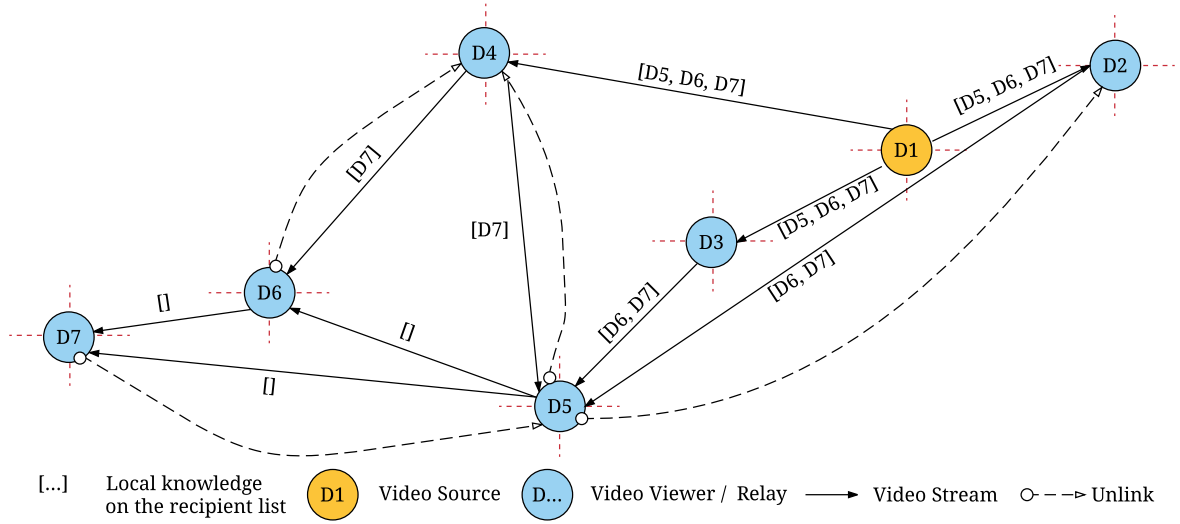 D4
[D5, D6, D7]
[D5, D6, D7]
D2
D1
[D7]
[D5, D6, D7]
[D7]
D3
[D6, D7]
D6
[D6, D7]
[]
D7
[]
[]
D5
[...] Local knowledge
on the recipient list
D1 Video Source
D... Video Viewer / Relay
Video Stream
Unlink